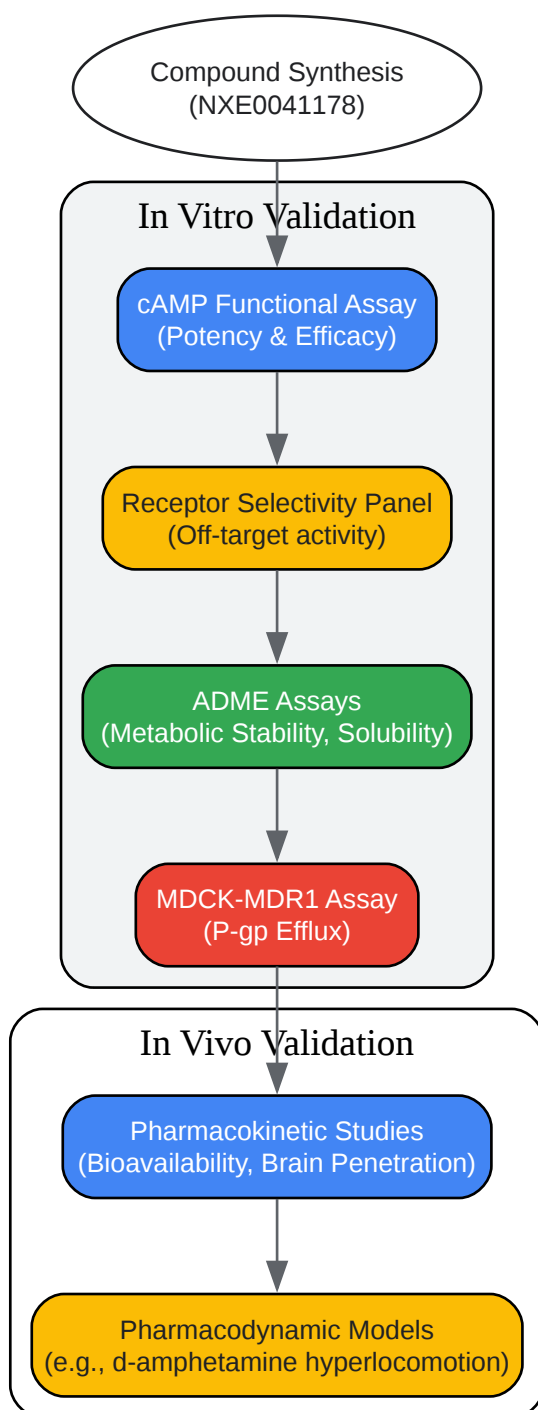 Compound Synthesis
(NXE0041178)
In Vitro Validation
cAMP Functional Assay
(Potency & Efficacy)
Receptor Selectivity Panel
(Off-target activity)
ADME Assays
(Metabolic Stability, Solubility)
MDCK-MDR1 Assay
(P-gp Efflux)
In Vivo Validation
Pharmacokinetic Studies
(Bioavailability, Brain Penetration)
Pharmacodynamic Models
(e.g., d-amphetamine hyperlocomotion)